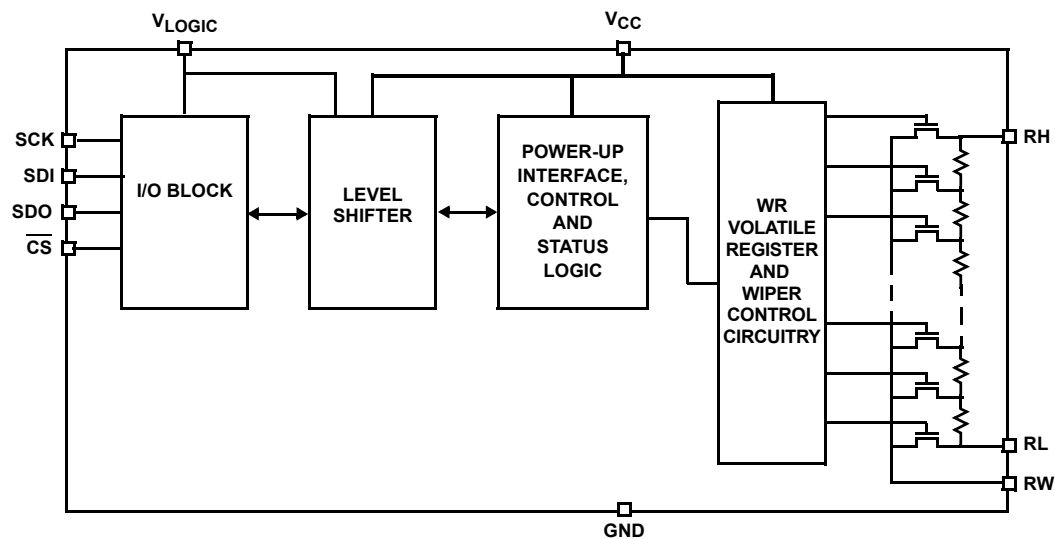 VLOGIC
VCC
SCK
SDI
SDO
CS
I/O BLOCK
LEVEL
SHIFTER
POWER-UP
INTERFACE,
CONTROL
AND
STATUS
LOGIC
WR
VOLATILE
REGISTER
AND
WIPER
CONTROL
CIRCUITRY
RH
RL
RW
GND